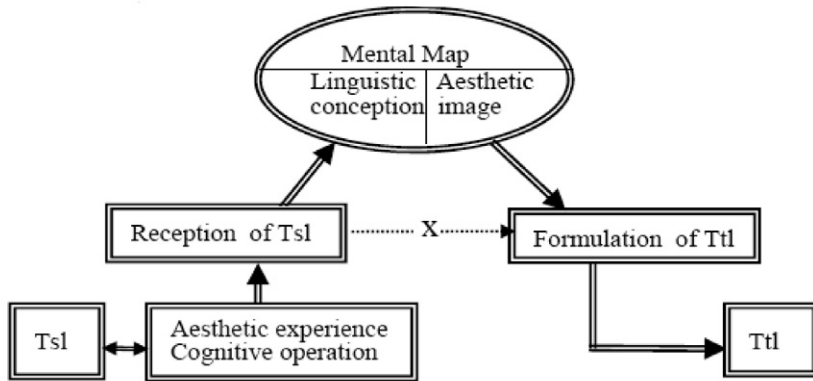 Mental Map
Linguistic conception
Aesthetic image
Reception of Tsl
x
Formulation of Ttl
Tsl
Aesthetic experience
Cognitive operation
Ttl